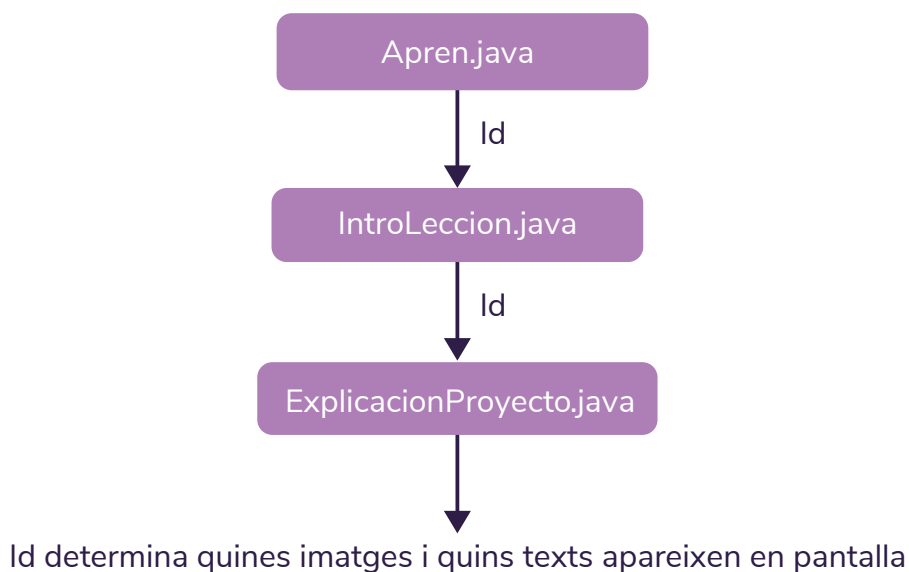 Apren.java
Id
IntroLeccion.java
Id
ExplicacionProyecto.java
Id determina quines imatges i quins texts apareixen en pantalla